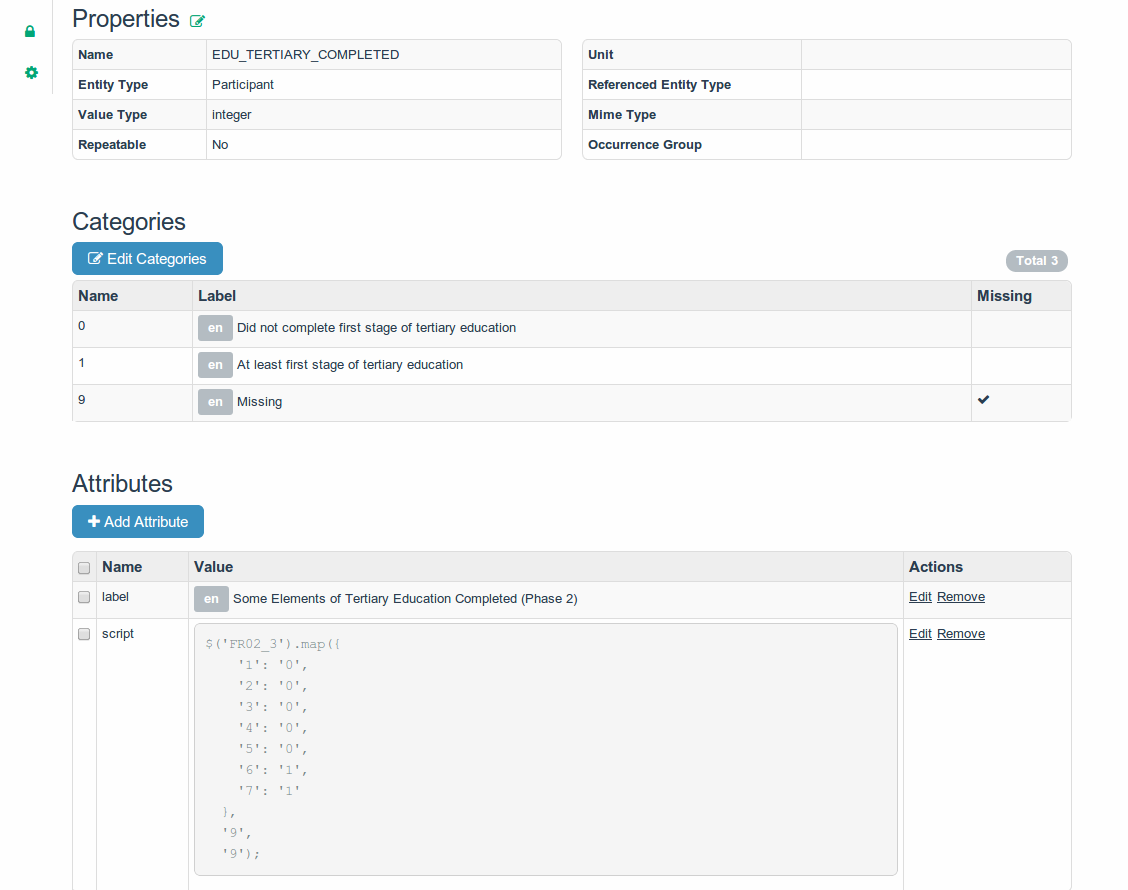 Properties
Name EDU_TERTIARY_COMPLETED
Entity Type Participant
Value Type integer
Repeatable No
Unit
Referenced Entity Type
Mime Type
Occurrence Group
Categories
Edit Categories
Total 3
Name Label Missing
0 en Did not complete first stage of tertiary education
1 en At least first stage of tertiary education
9 en Missing
Attributes
Add Attribute
Name Value Actions
label en Some Elements of Tertiary Education Completed (Phase 2) Edit Remove
script Edit Remove
$('FR02_3').map({
'1': '0',
'2': '0',
'3': '0',
'4': '0',
'5': '0',
'6': '1',
'7': '1'
},
'9',
'9');